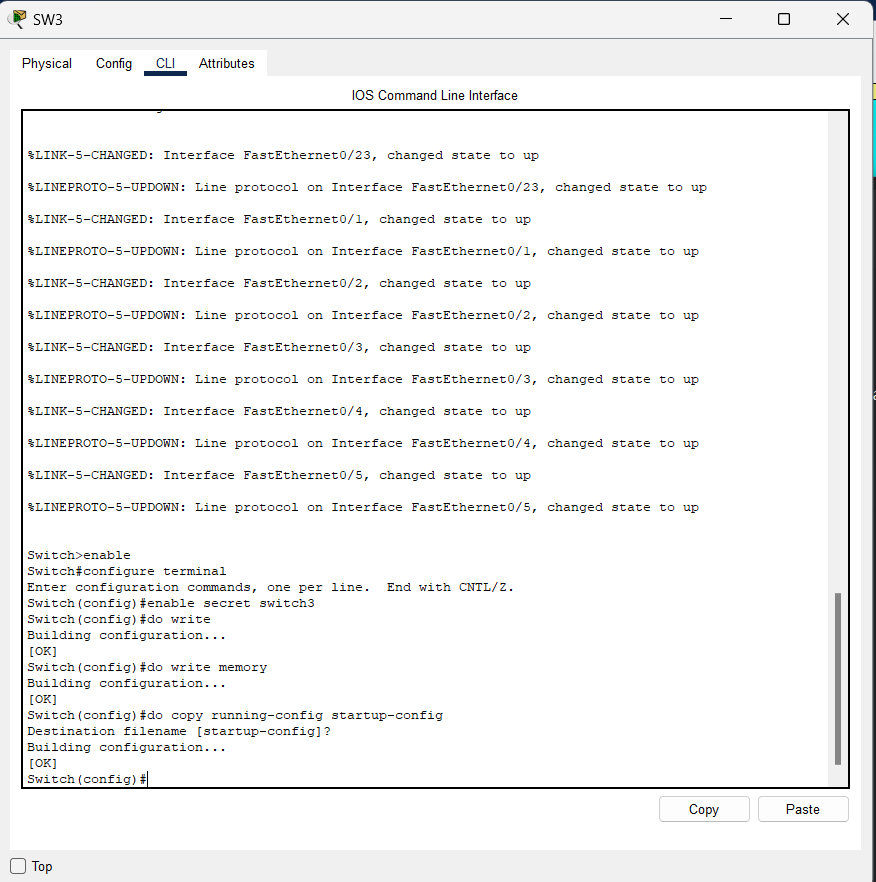 SW3
Physical Config CLI Attributes
IOS Command Line Interface
%LINK-5-CHANGED: Interface FastEthernet0/23, changed state to up
%LINEPROTO-5-UPDOWN: Line protocol on Interface FastEthernet0/23, changed state to up
%LINK-5-CHANGED: Interface FastEthernet0/1, changed state to up
%LINEPROTO-5-UPDOWN: Line protocol on Interface FastEthernet0/1, changed state to up
%LINK-5-CHANGED: Interface FastEthernet0/2, changed state to up
%LINEPROTO-5-UPDOWN: Line protocol on Interface FastEthernet0/2, changed state to up
%LINK-5-CHANGED: Interface FastEthernet0/3, changed state to up
%LINEPROTO-5-UPDOWN: Line protocol on Interface FastEthernet0/3, changed state to up
%LINK-5-CHANGED: Interface FastEthernet0/4, changed state to up
%LINEPROTO-5-UPDOWN: Line protocol on Interface FastEthernet0/4, changed state to up
%LINK-5-CHANGED: Interface FastEthernet0/5, changed state to up
%LINEPROTO-5-UPDOWN: Line protocol on Interface FastEthernet0/5, changed state to up
Switch>enable
Switch#configure terminal
Enter configuration commands, one per line.  End with CNTL/Z.
Switch(config)#enable secret switch3
Switch(config)#do write
Building configuration...
[OK]
Switch(config)#do write memory
Building configuration...
[OK]
Switch(config)#do copy running-config startup-config
Destination filename [startup-config]?
Building configuration...
[OK]
Switch(config)#
Copy Paste
Top